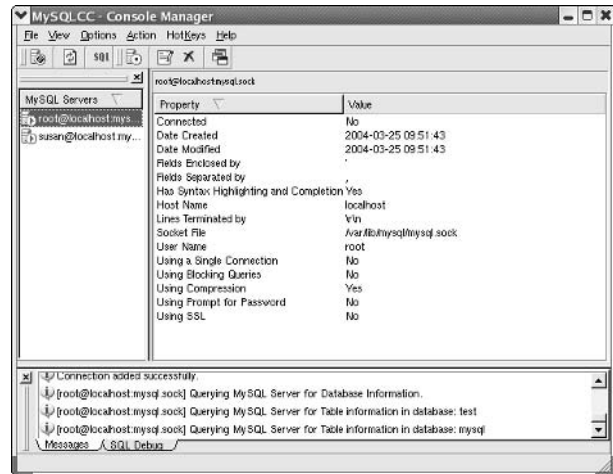 MySQLCC - Console Manager
File View Options Action HotKeys Help
SQL
root@localhost:mysql.sock
MySQL Servers
root@localhost:mys...
susan@localhost:my...
Property Value
Connected No
Date Created 2004-03-25 09:51:43
Date Modified 2004-03-25 09:51:43
Fields Enclosed by '
Fields Separated by ,
Has Syntax Highlighting and Completion Yes
Host Name localhost
Lines Terminated by \r\n
Socket File /var/lib/mysql/mysql.sock
User Name root
Using a Single Connection No
Using Blocking Queries No
Using Compression Yes
Using Prompt for Password No
Using SSL No
Connection added successfully.
[root@localhost:mysql.sock] Querying MySQL Server for Database Information.
[root@localhost:mysql.sock] Querying MySQL Server for Table information in database: test
[root@localhost:mysql.sock] Querying MySQL Server for Table information in database: mysql
Messages SQL Debug